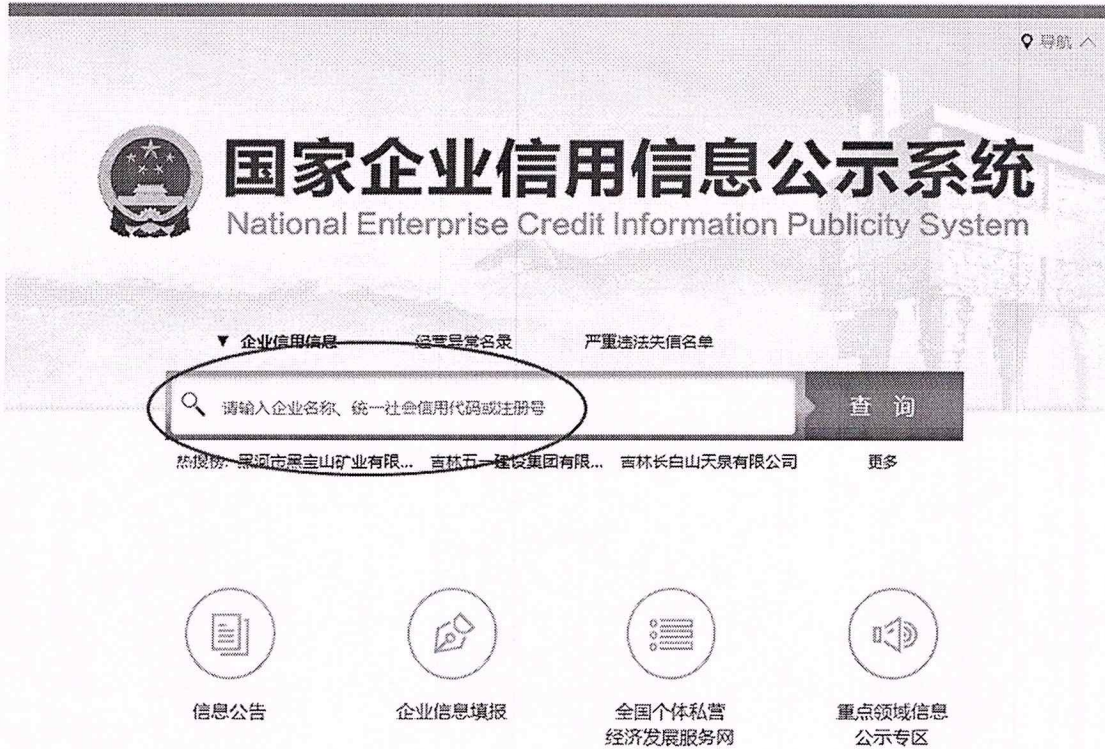 导航
国家企业信用信息公示系统
National Enterprise Credit Information Publicity System
企业信用信息 经营异常名录 严重违法失信名单
请输入企业名称、统一社会信用代码或注册号 查询
热搜榜: 黑河市黑宝山矿业有限... 吉林五一建设集团有限... 吉林长白山天泉有限公司 更多
信息公告 企业信息填报 全国个体私营 重点领域信息
经济发展服务网 公示专区